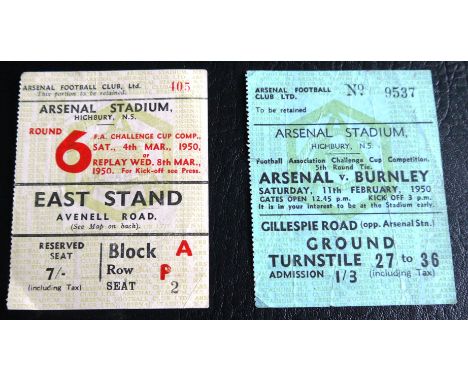 ARSENAL FOOTBALL CLUB, Ltd. 405
This portion to be retained.
ARSENAL STADIUM,
HIGHBURY, N.5.
ROUND
6
F.A. CHALLENGE CUP COMP.,
SAT., 4th MAR., 1950,
or
REPLAY WED. 8th MAR.,
1950. For Kick-off see Press.
EAST STAND
AVENELL ROAD.
(See Map on back).
RESERVED
SEAT
7/-
(including Tax)
Block A
Row P
SEAT 2
ARSENAL FOOTBALL
CLUB LTD.
No. 9537
To be retained
ARSENAL STADIUM,
HIGHBURY, N.5
Football Association Challenge Cup Competition.
5th Round Tie.
ARSENAL v. BURNLEY
SATURDAY, 11th FEBRUARY, 1950
GATES OPEN 12.45 p.m. KICK OFF 3 p.m.
It is in your interest to be at the Stadium early.
GILLESPIE ROAD (opp. Arsenal Stn.)
GROUND
TURNSTILE 27 to 36
ADMISSION 1/3 (including Tax)